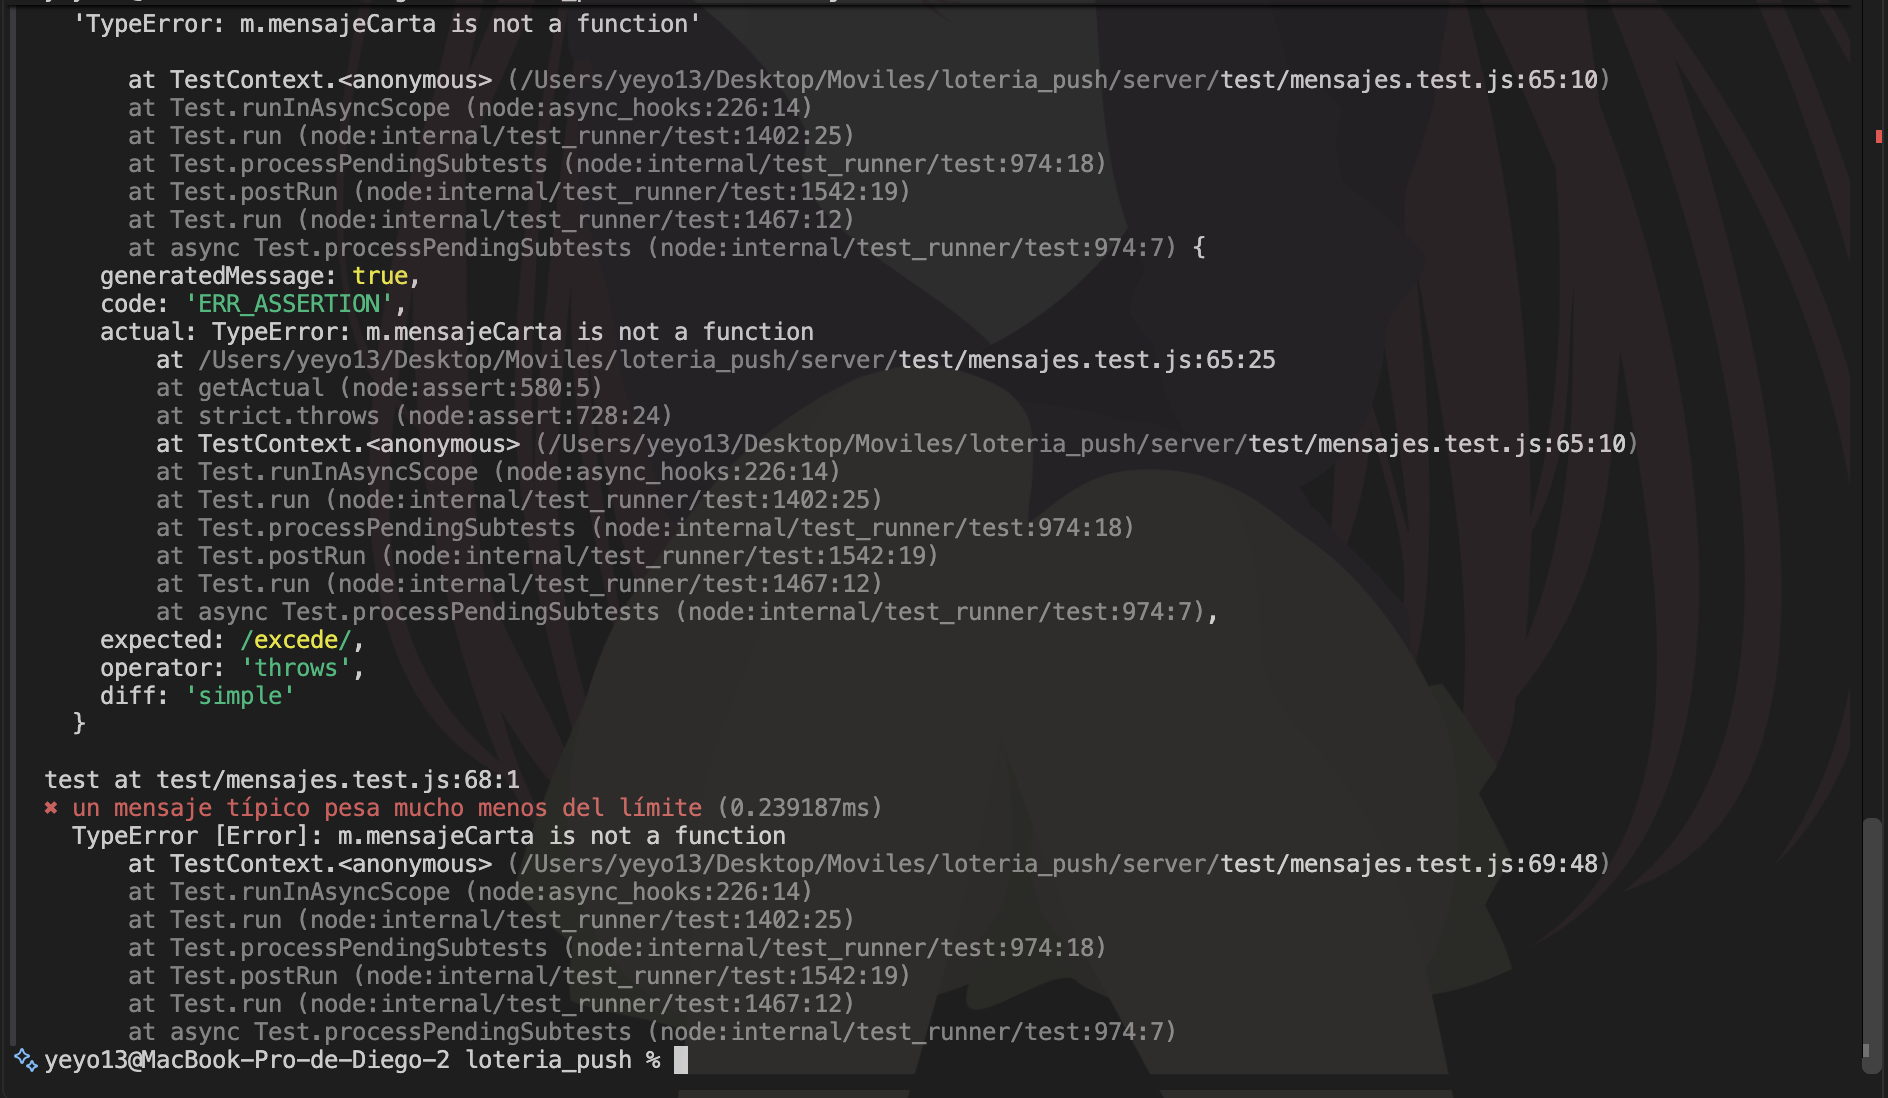 'TypeError: m.mensajeCarta is not a function'
at TestContext.<anonymous> (/Users/yeyo13/Desktop/Moviles/loteria_push/server/test/mensajes.test.js:65:10)
at Test.runInAsyncScope (node:async_hooks:226:14)
at Test.run (node:internal/test_runner/test:1402:25)
at Test.processPendingSubtests (node:internal/test_runner/test:974:18)
at Test.postRun (node:internal/test_runner/test:1542:19)
at Test.run (node:internal/test_runner/test:1467:12)
at async Test.processPendingSubtests (node:internal/test_runner/test:974:7) {
generatedMessage: true,
code: 'ERR_ASSERTION',
actual: TypeError: m.mensajeCarta is not a function
at /Users/yeyo13/Desktop/Moviles/loteria_push/server/test/mensajes.test.js:65:25
at getActual (node:assert:580:5)
at strict.throws (node:assert:728:24)
at TestContext.<anonymous> (/Users/yeyo13/Desktop/Moviles/loteria_push/server/test/mensajes.test.js:65:10)
at Test.runInAsyncScope (node:async_hooks:226:14)
at Test.run (node:internal/test_runner/test:1402:25)
at Test.processPendingSubtests (node:internal/test_runner/test:974:18)
at Test.postRun (node:internal/test_runner/test:1542:19)
at Test.run (node:internal/test_runner/test:1467:12)
at async Test.processPendingSubtests (node:internal/test_runner/test:974:7),
expected: /excede/,
operator: 'throws',
diff: 'simple'
}
test at test/mensajes.test.js:68:1
✖ un mensaje típico pesa mucho menos del límite (0.239187ms)
TypeError [Error]: m.mensajeCarta is not a function
at TestContext.<anonymous> (/Users/yeyo13/Desktop/Moviles/loteria_push/server/test/mensajes.test.js:69:48)
at Test.runInAsyncScope (node:async_hooks:226:14)
at Test.run (node:internal/test_runner/test:1402:25)
at Test.processPendingSubtests (node:internal/test_runner/test:974:18)
at Test.postRun (node:internal/test_runner/test:1542:19)
at Test.run (node:internal/test_runner/test:1467:12)
at async Test.processPendingSubtests (node:internal/test_runner/test:974:7)
yeyo13@MacBook-Pro-de-Diego-2 loteria_push %